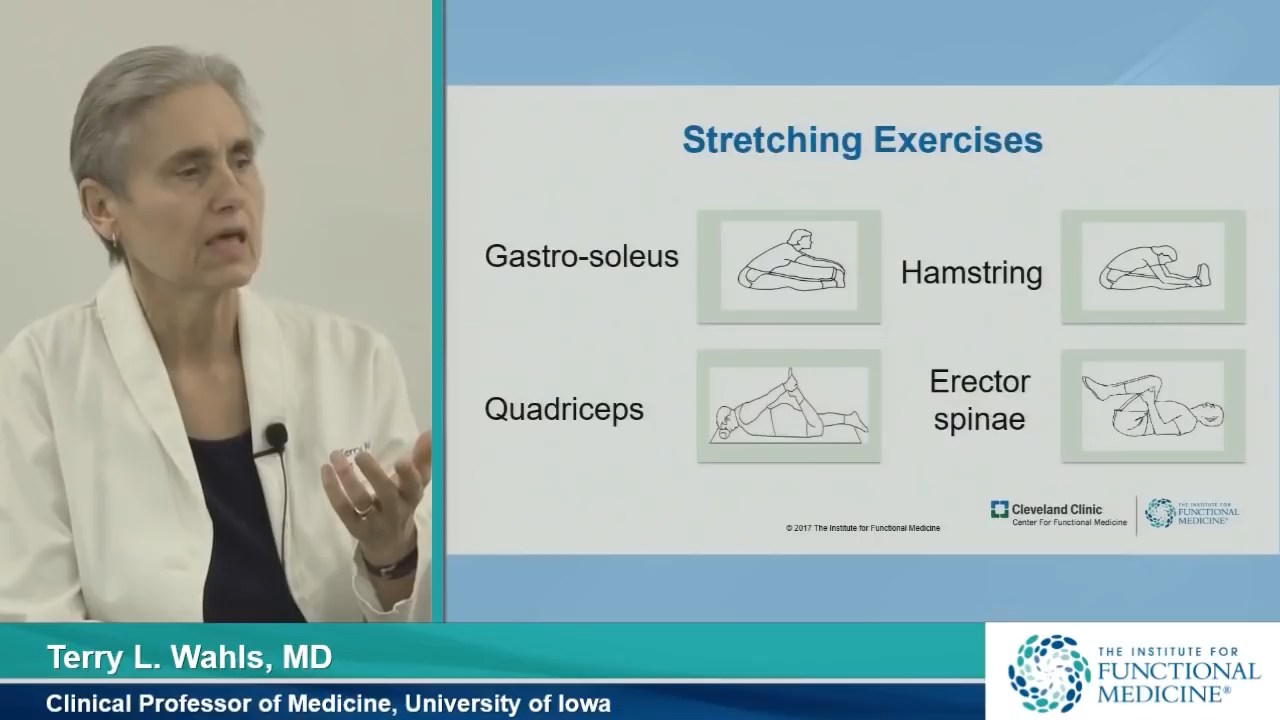 Stretching Exercises
Gastro-soleus
Hamstring
Quadriceps
Erector
spinae
Cleveland Clinic
Center For Functional Medicine
THE INSTITUTE FOR
FUNCTIONAL
MEDICINE®
© 2017 The Institute for Functional Medicine
Terry L. Wahls, MD
Clinical Professor of Medicine, University of Iowa
THE INSTITUTE FOR
FUNCTIONAL
MEDICINE®